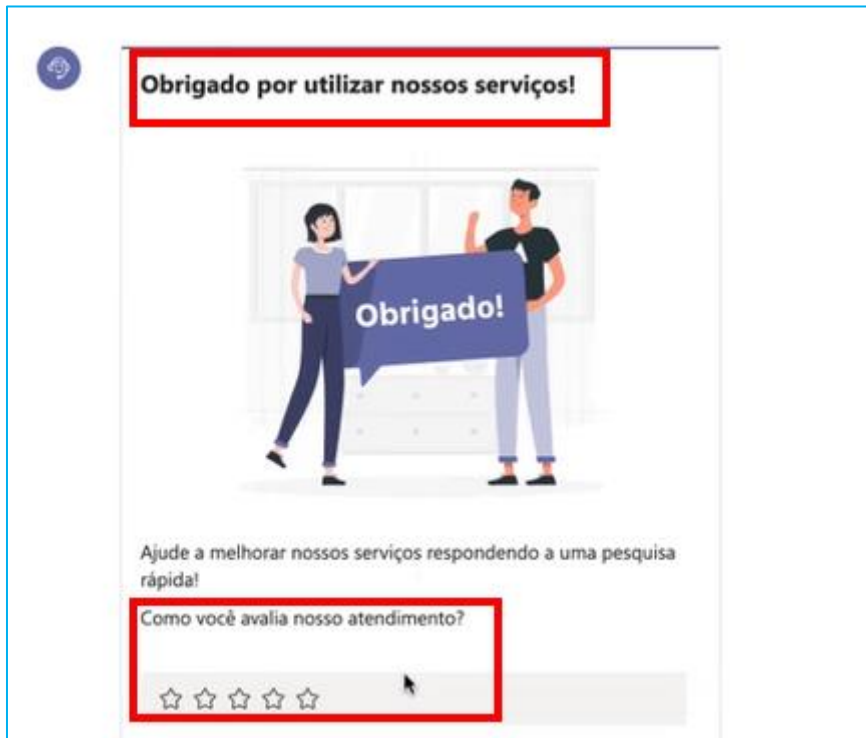 Obrigado por utilizar nossos serviços!
Obrigado!
Ajude a melhorar nossos serviços respondendo a uma pesquisa
rápida!
Como você avalia nosso atendimento?